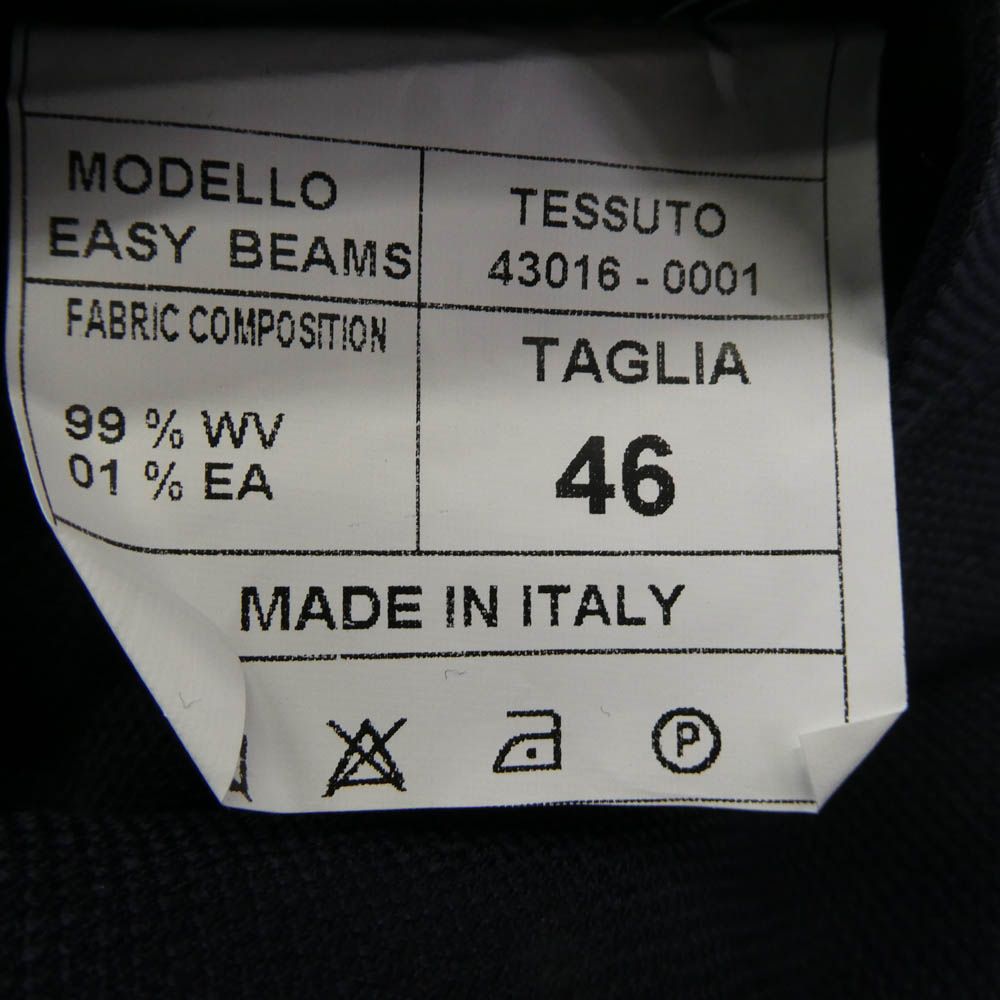 MODELLO
EASY BEAMS
TESSUTO
43016 - 0001
FABRIC COMPOSITION
99 % WV
01 % EA
TAGLIA
46
MADE IN ITALY
P